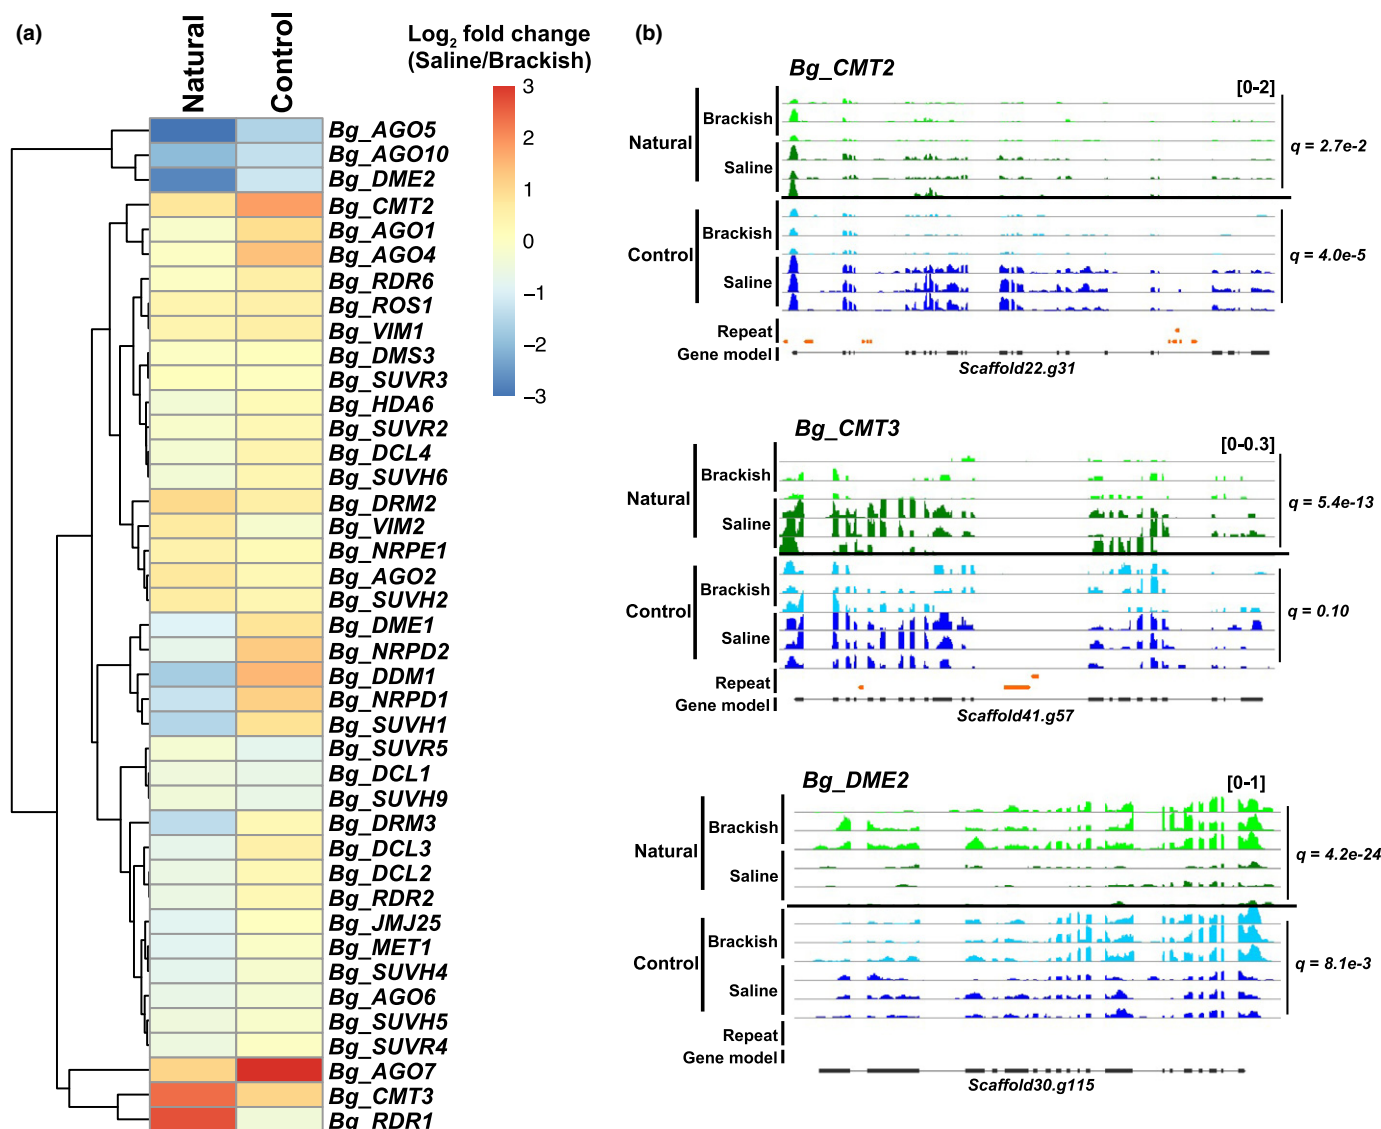 (a)
Natural
Control
Log2 fold change
(Saline/Brackish)
3
2
1
0
−1
−2
−3
Bg_AGO5
Bg_AGO10
Bg_DME2
Bg_CMT2
Bg_AGO1
Bg_AGO4
Bg_RDR6
Bg_ROS1
Bg_VIM1
Bg_DMS3
Bg_SUVR3
Bg_HDA6
Bg_SUVR2
Bg_DCL4
Bg_SUVH6
Bg_DRM2
Bg_VIM2
Bg_NRPE1
Bg_AGO2
Bg_SUVH2
Bg_DME1
Bg_NRPD2
Bg_DDM1
Bg_NRPD1
Bg_SUVH1
Bg_SUVR5
Bg_DCL1
Bg_SUVH9
Bg_DRM3
Bg_DCL3
Bg_DCL2
Bg_RDR2
Bg_JMJ25
Bg_MET1
Bg_SUVH4
Bg_AGO6
Bg_SUVH5
Bg_SUVR4
Bg_AGO7
Bg_CMT3
Bg_RDR1
(b)
Bg_CMT2
[0-2]
Natural
Brackish
Saline
q = 2.7e-2
Control
Brackish
Saline
q = 4.0e-5
Repeat
Gene model
Scaffold22.g31
Bg_CMT3
[0-0.3]
Natural
Brackish
Saline
q = 5.4e-13
Control
Brackish
Saline
q = 0.10
Repeat
Gene model
Scaffold41.g57
Bg_DME2
[0-1]
Natural
Brackish
Saline
q = 4.2e-24
Control
Brackish
Saline
q = 8.1e-3
Repeat
Gene model
Scaffold30.g115